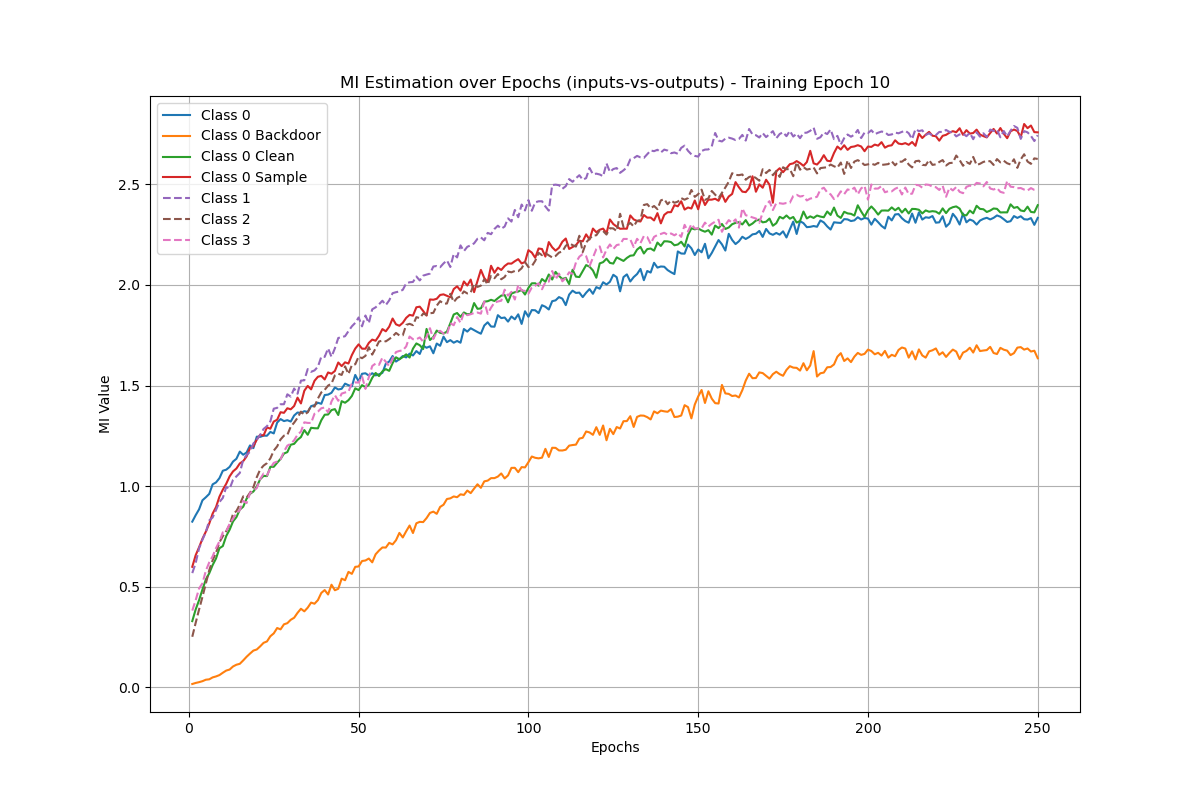 MI Estimation over Epochs (inputs-vs-outputs) - Training Epoch 10
Class 0
Class 0 Backdoor
Class 0 Clean
Class 0 Sample
Class 1
Class 2
Class 3
2.5
2.0
1.5
1.0
0.5
0.0
MI Value
0 50 100 150 200 250
Epochs